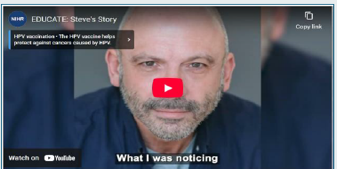 NIHR EDUCATE: Steve's Story
Copy link
HPV vaccination • The HPV vaccine helps
protect against cancers caused by HPV.
What I was noticing
Watch on YouTube